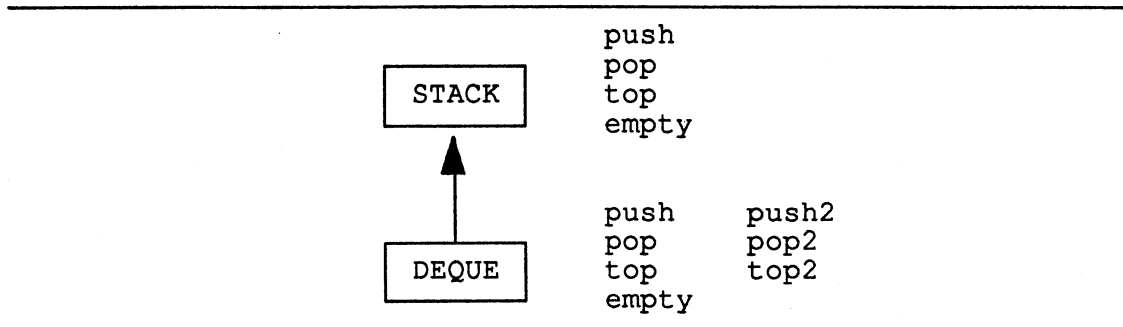 push
pop
STACK
top
empty
push push2
pop pop2
DEQUE
top top2
empty